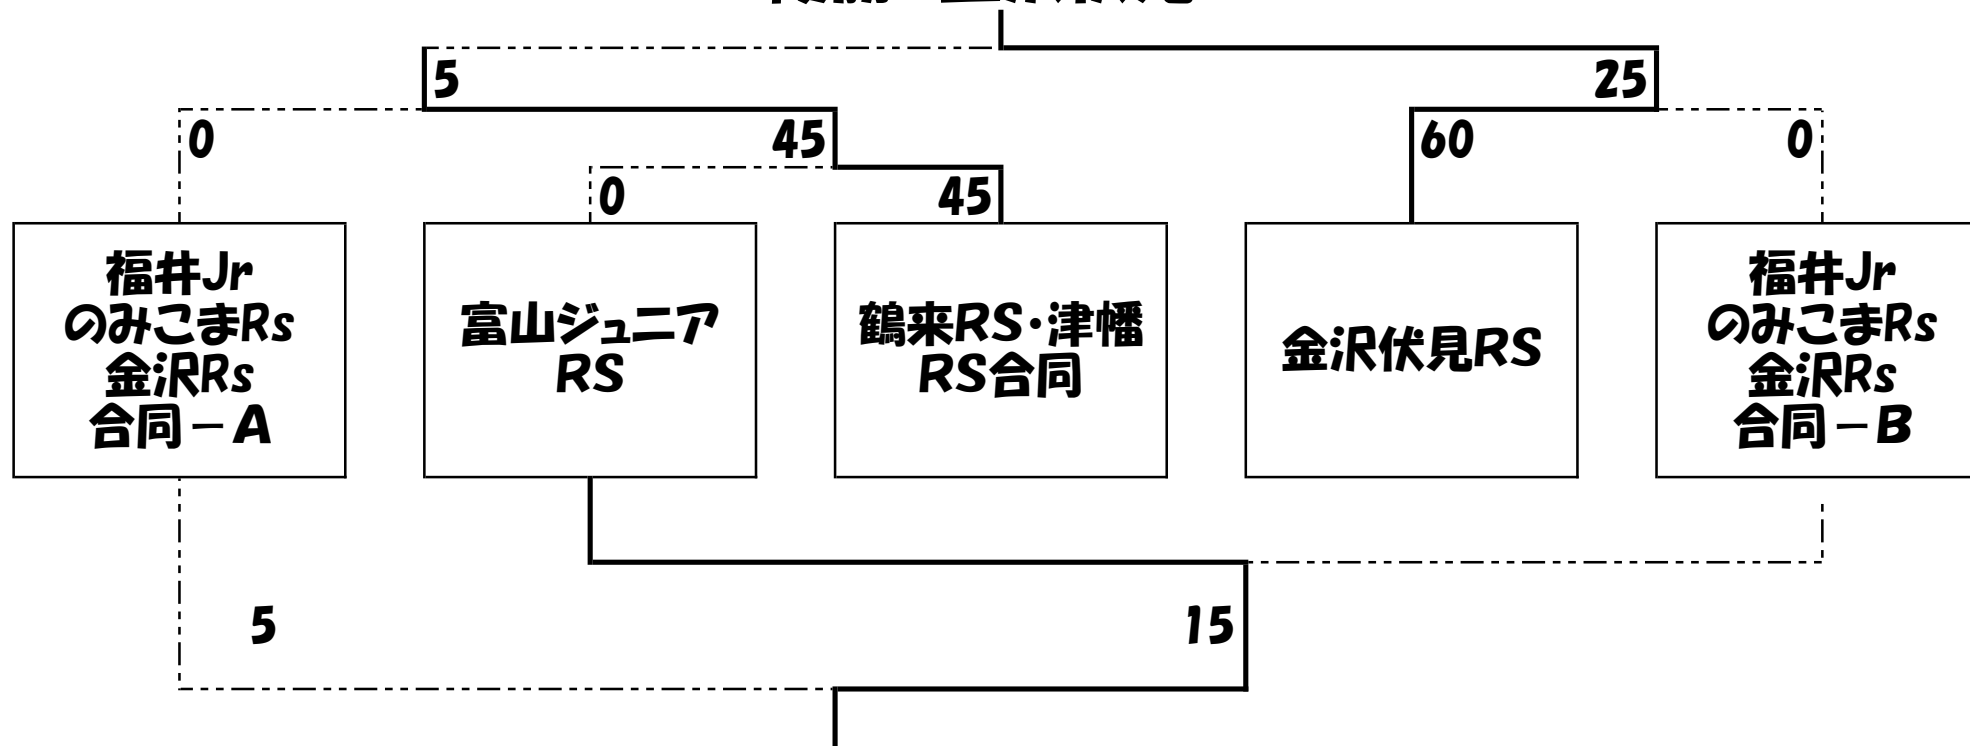 5
25
0
45
60
0
0
45
福井Jr
のみこまRs
金沢Rs
合同－A
富山ジュニア
RS
鶴来RS・津幡
RS合同
金沢伏見RS
福井Jr
のみこまRs
金沢Rs
合同－B
5
15